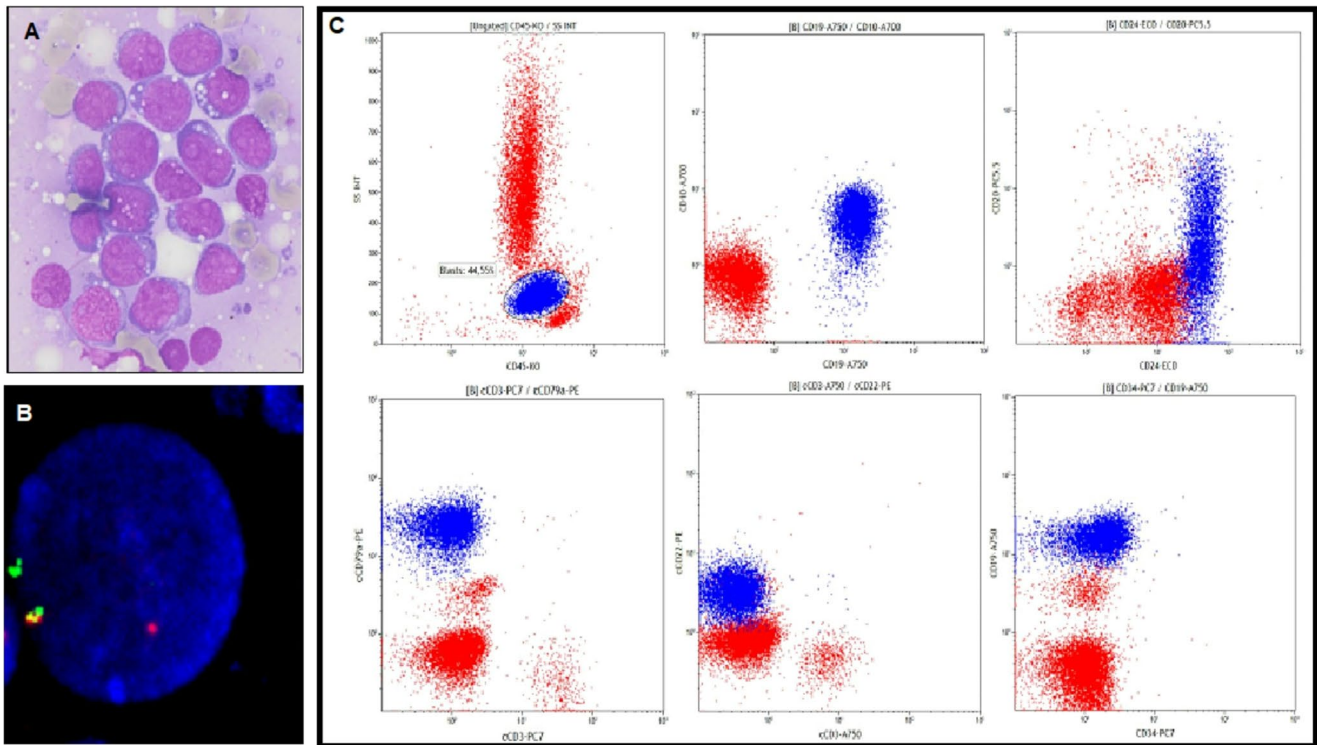 A
B
C
[Ungated] CD45-KO / SS INT
SS INT
Blasts: 44,55%
CD45-KO
[B] CD19-A750 / CD10-A700
CD10-A700
CD19-A750
[B] CD24-ECD / CD20-PC5.5
CD20-PC5.5
CD24-ECD
[B] cCD3-PC7 / cCD79a-PE
cCD79a-PE
cCD3-PC7
[B] cCD3-A750 / cCD22-PE
cCD22-PE
cCD3-A750
[B] CD34-PC7 / CD19-A750
CD19-A750
CD34-PC7